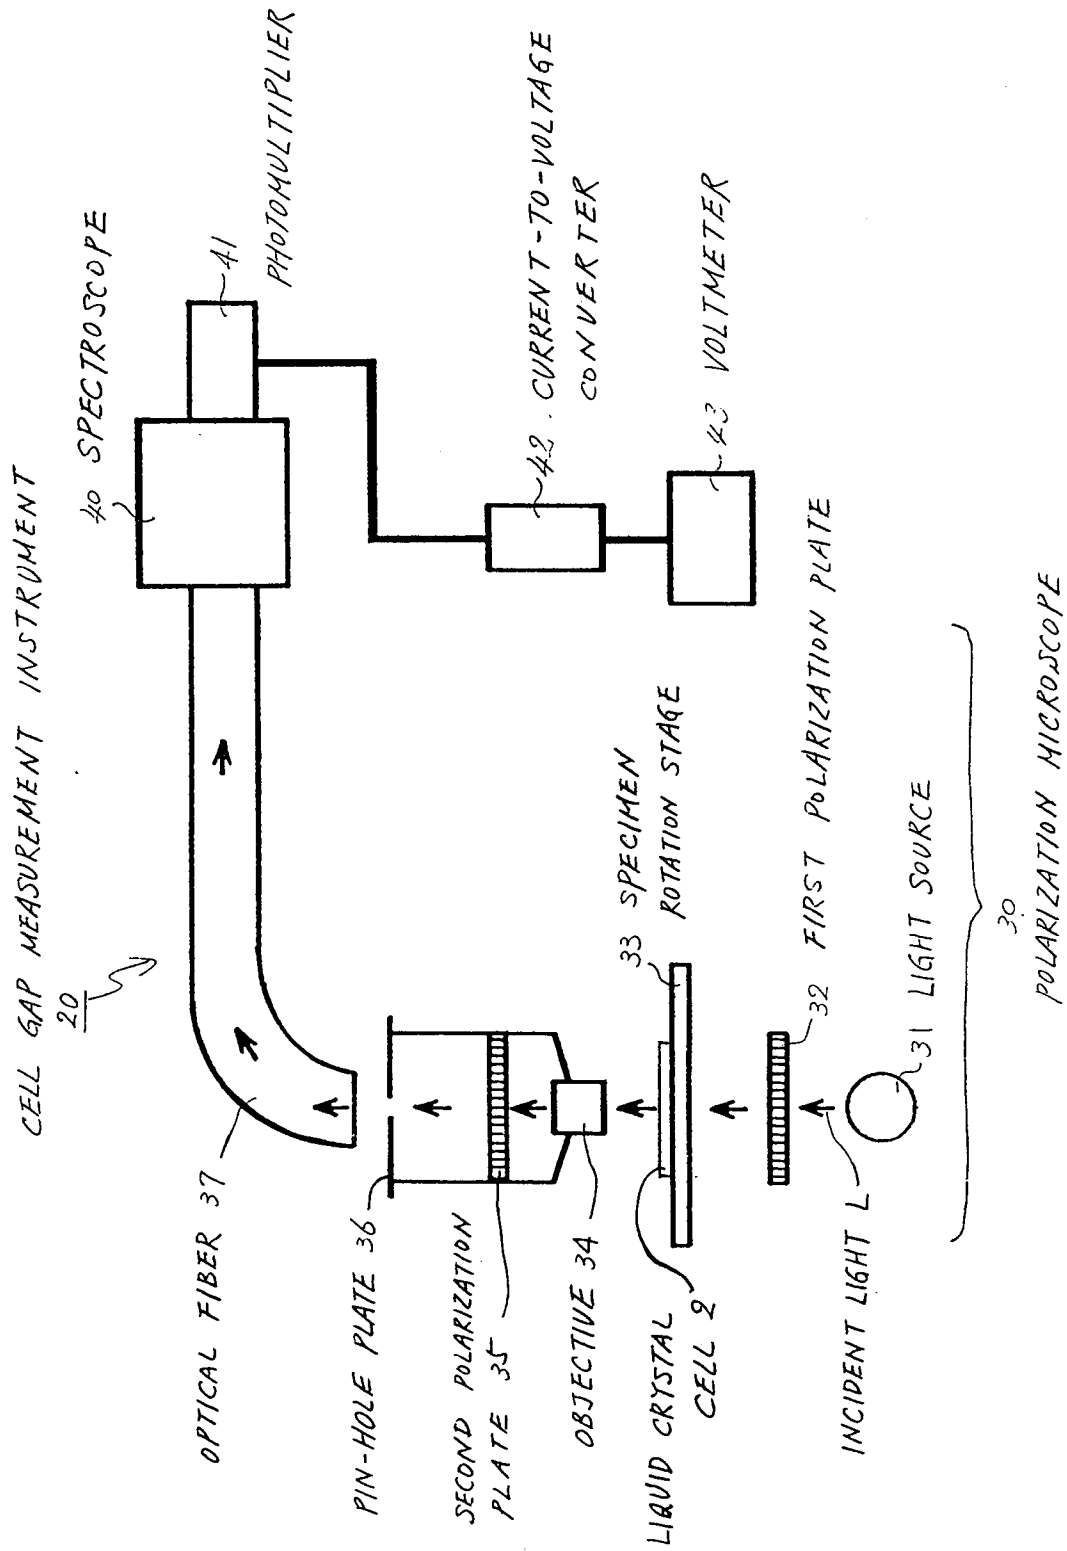 CELL GAP MEASUREMENT INSTRUMENT
20
40 SPECTROSCOPE
41
PHOTOMULTIPLIER
OPTICAL FIBER 37
PIN-HOLE PLATE 36
SECOND POLARIZATION
PLATE 35
OBJECTIVE 34
LIQUID CRYSTAL
CELL 2
INCIDENT LIGHT L
42. CURRENT-TO-VOLTAGE
CONVERTER
43 VOLTMETER
33 SPECIMEN
ROTATION STAGE
32 FIRST POLARIZATION PLATE
31 LIGHT SOURCE
30
POLARIZATION MICROSCOPE